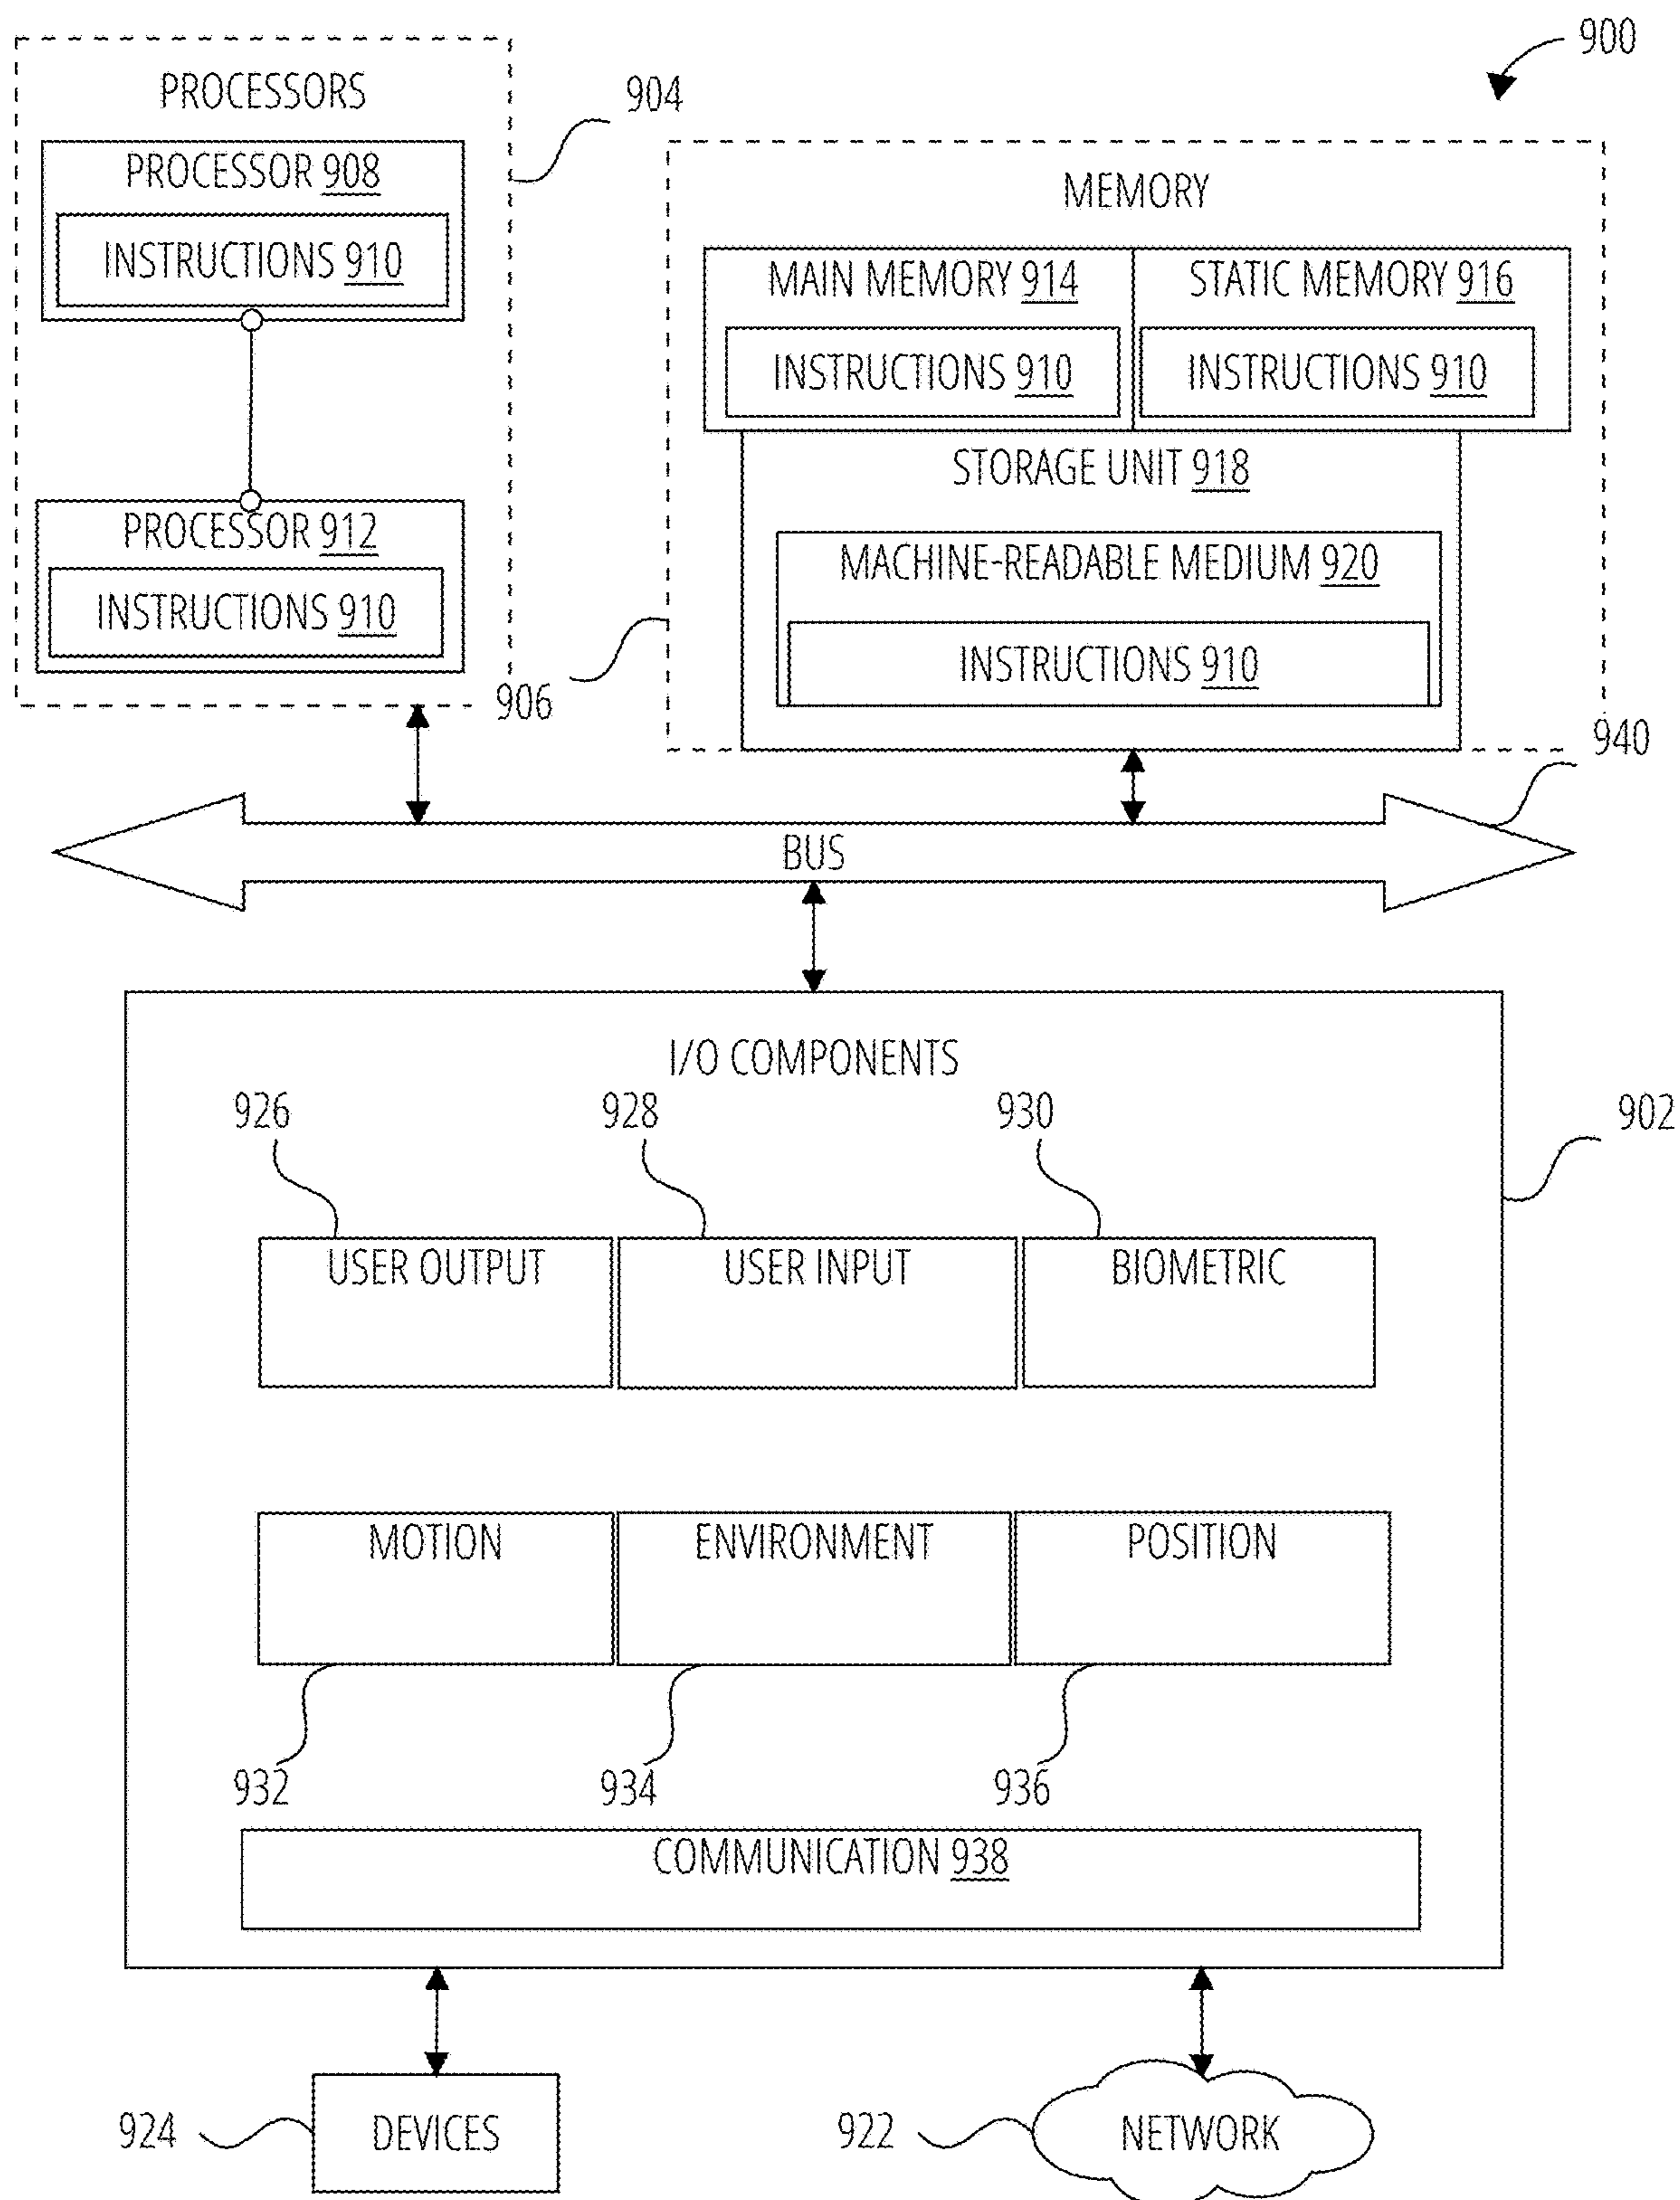 900
PROCESSORS
904
PROCESSOR 908
INSTRUCTIONS 910
PROCESSOR 912
INSTRUCTIONS 910
MEMORY
MAIN MEMORY 914
STATIC MEMORY 916
INSTRUCTIONS 910
INSTRUCTIONS 910
STORAGE UNIT 918
MACHINE-READABLE MEDIUM 920
INSTRUCTIONS 910
906
940
BUS
I/O COMPONENTS
902
926
928
930
USER OUTPUT
USER INPUT
BIOMETRIC
MOTION
ENVIRONMENT
POSITION
932
934
936
COMMUNICATION 938
924
DEVICES
922
NETWORK